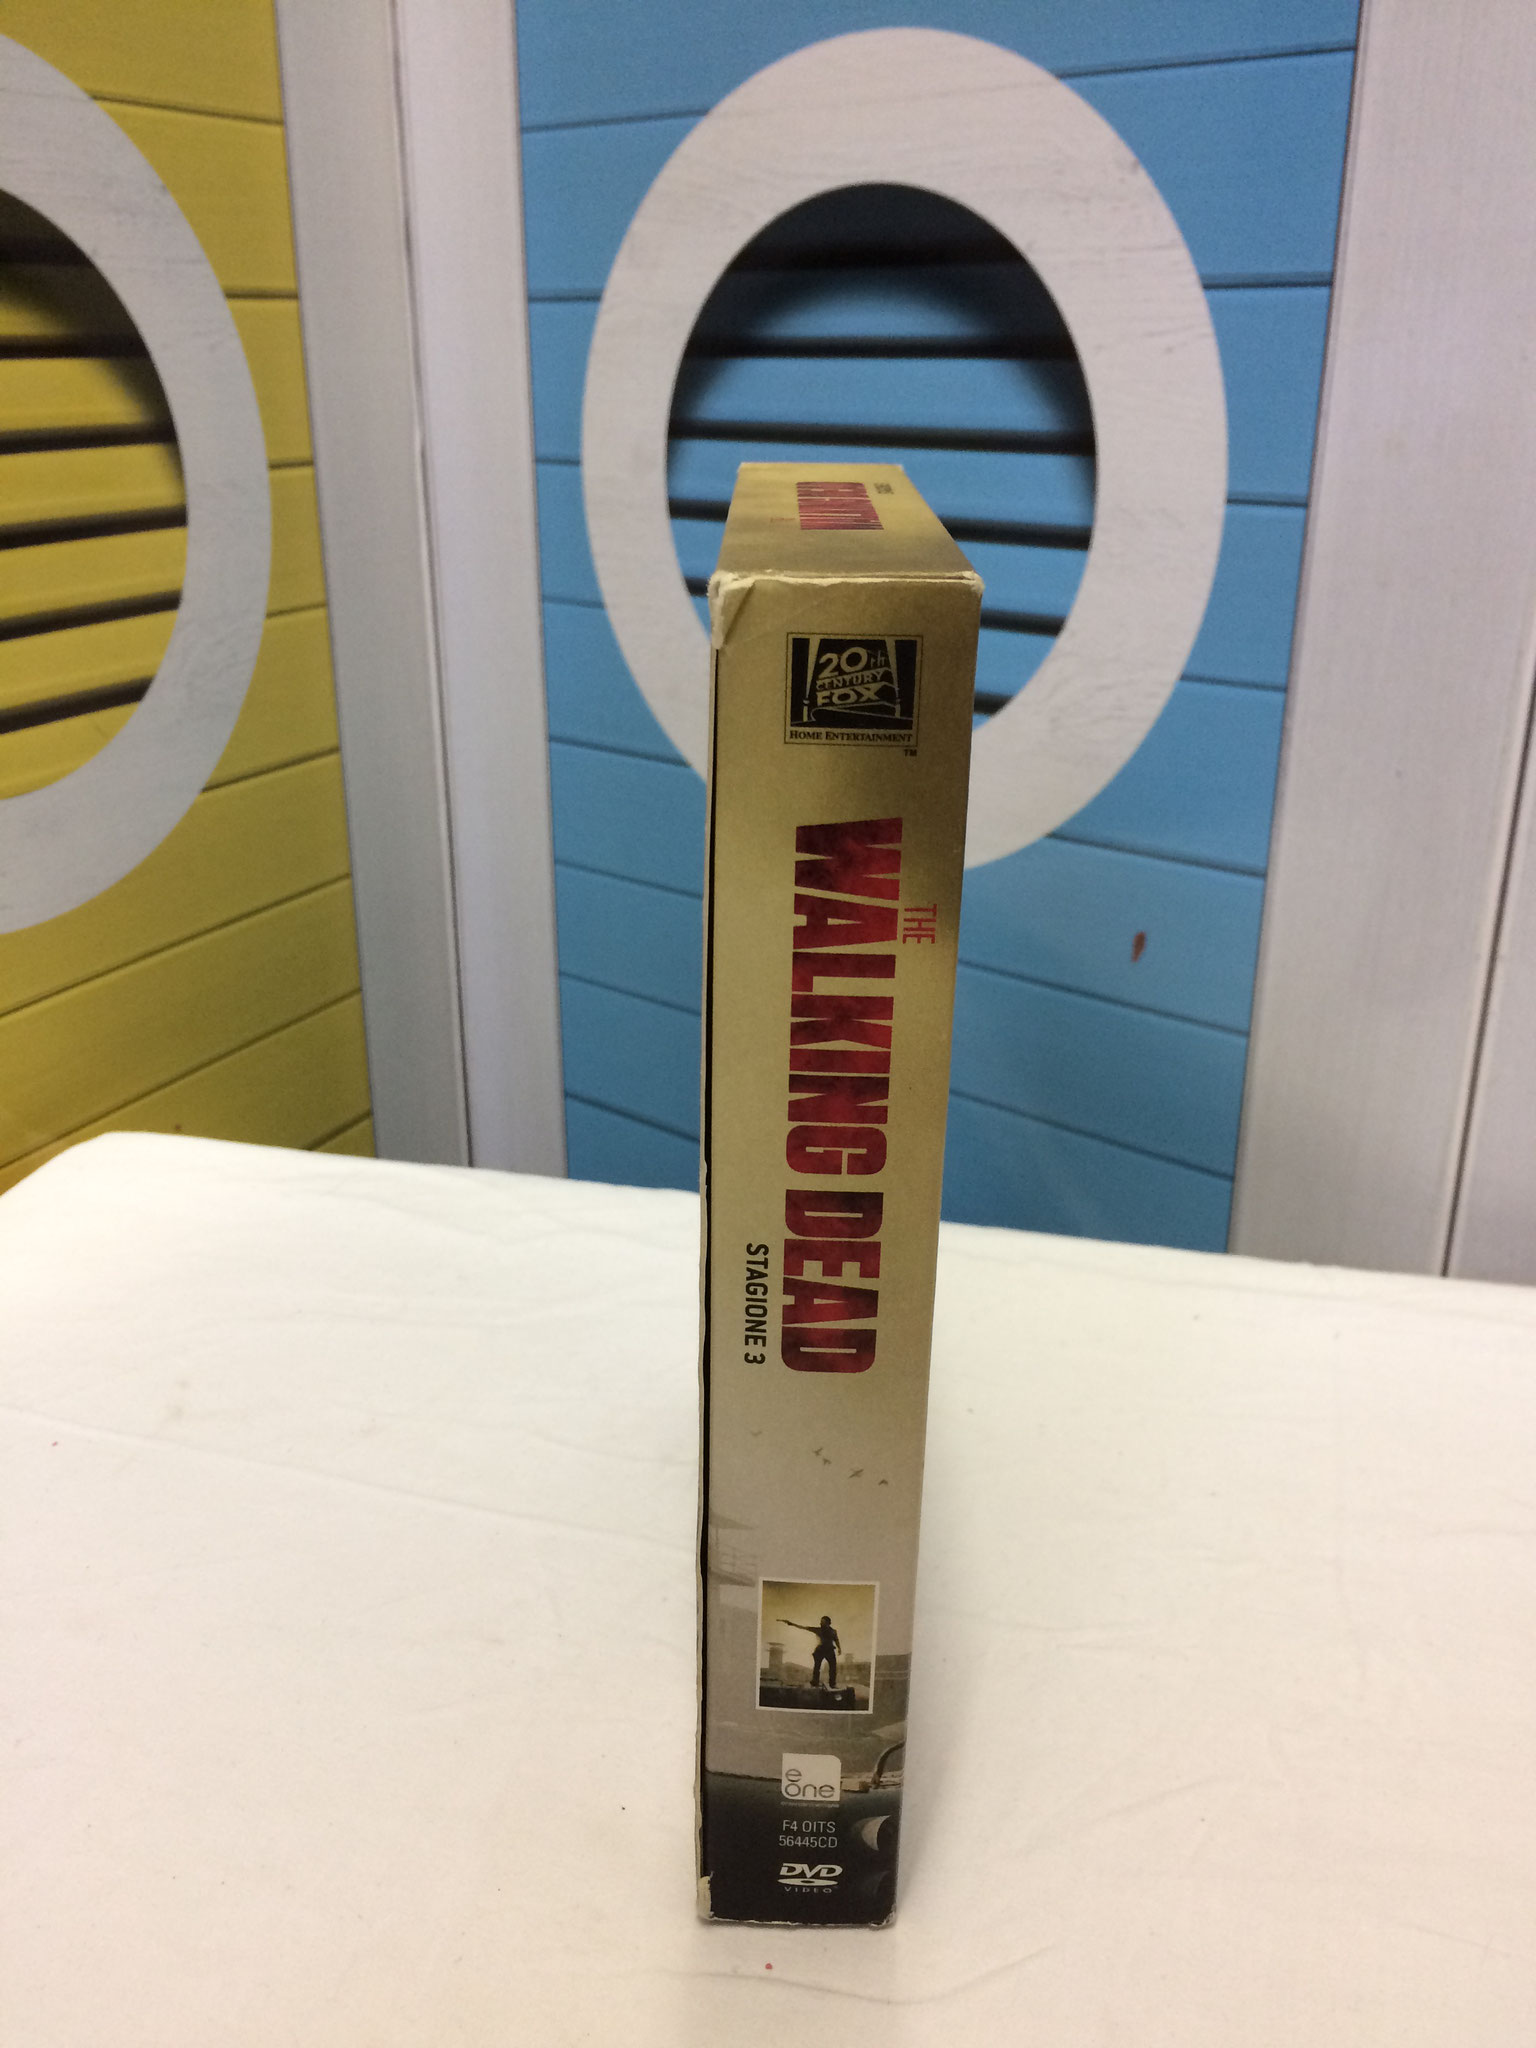 20th
CENTURY
FOX
HOME ENTERTAINMENT
TM
THE
WALKING DEAD
STAGIONE 3
e
one
F4 OITS
56445CD
DVD
VIDEO